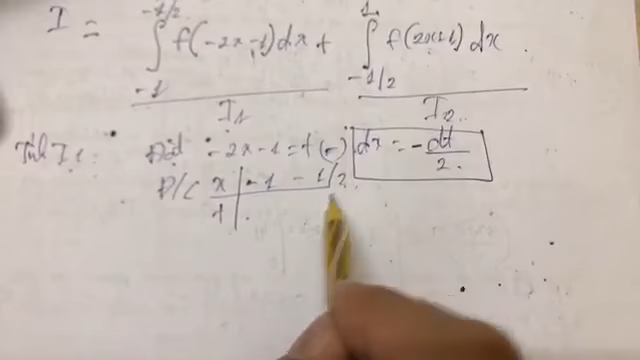 I = ∫_{-1}^{-1/2} f(-2x-1)dx + ∫_{-1/2}^{1} f(2x+1)dx.
I1 I2.
Tính I1: Đặt -2x-1=t (-) dx = -dt/2.
Đ/C x | -1 -1/2.
t |